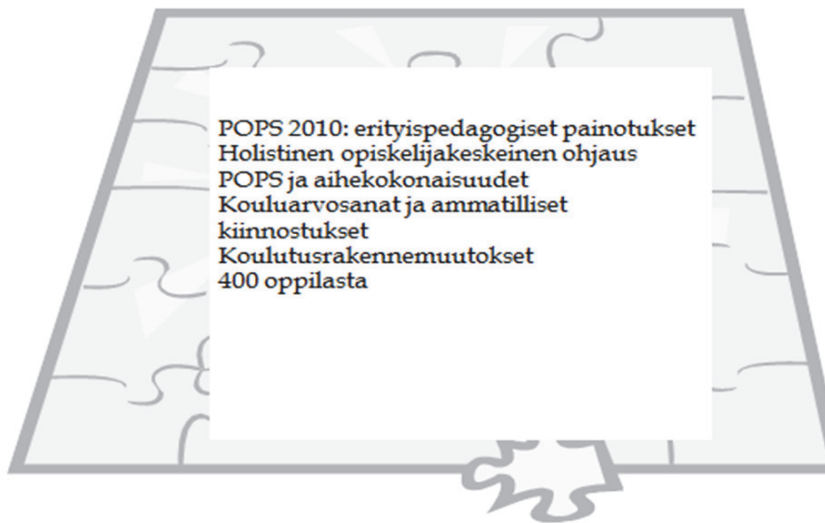 POPS 2010: erityispedagogiset painotukset
Holistinen opiskelijakeskeinen ohjaus
POPS ja aihekokonaisuudet
Kouluarvosanat ja ammatilliset
kiinnostukset
Koulutusrakennemuutokset
400 oppilasta